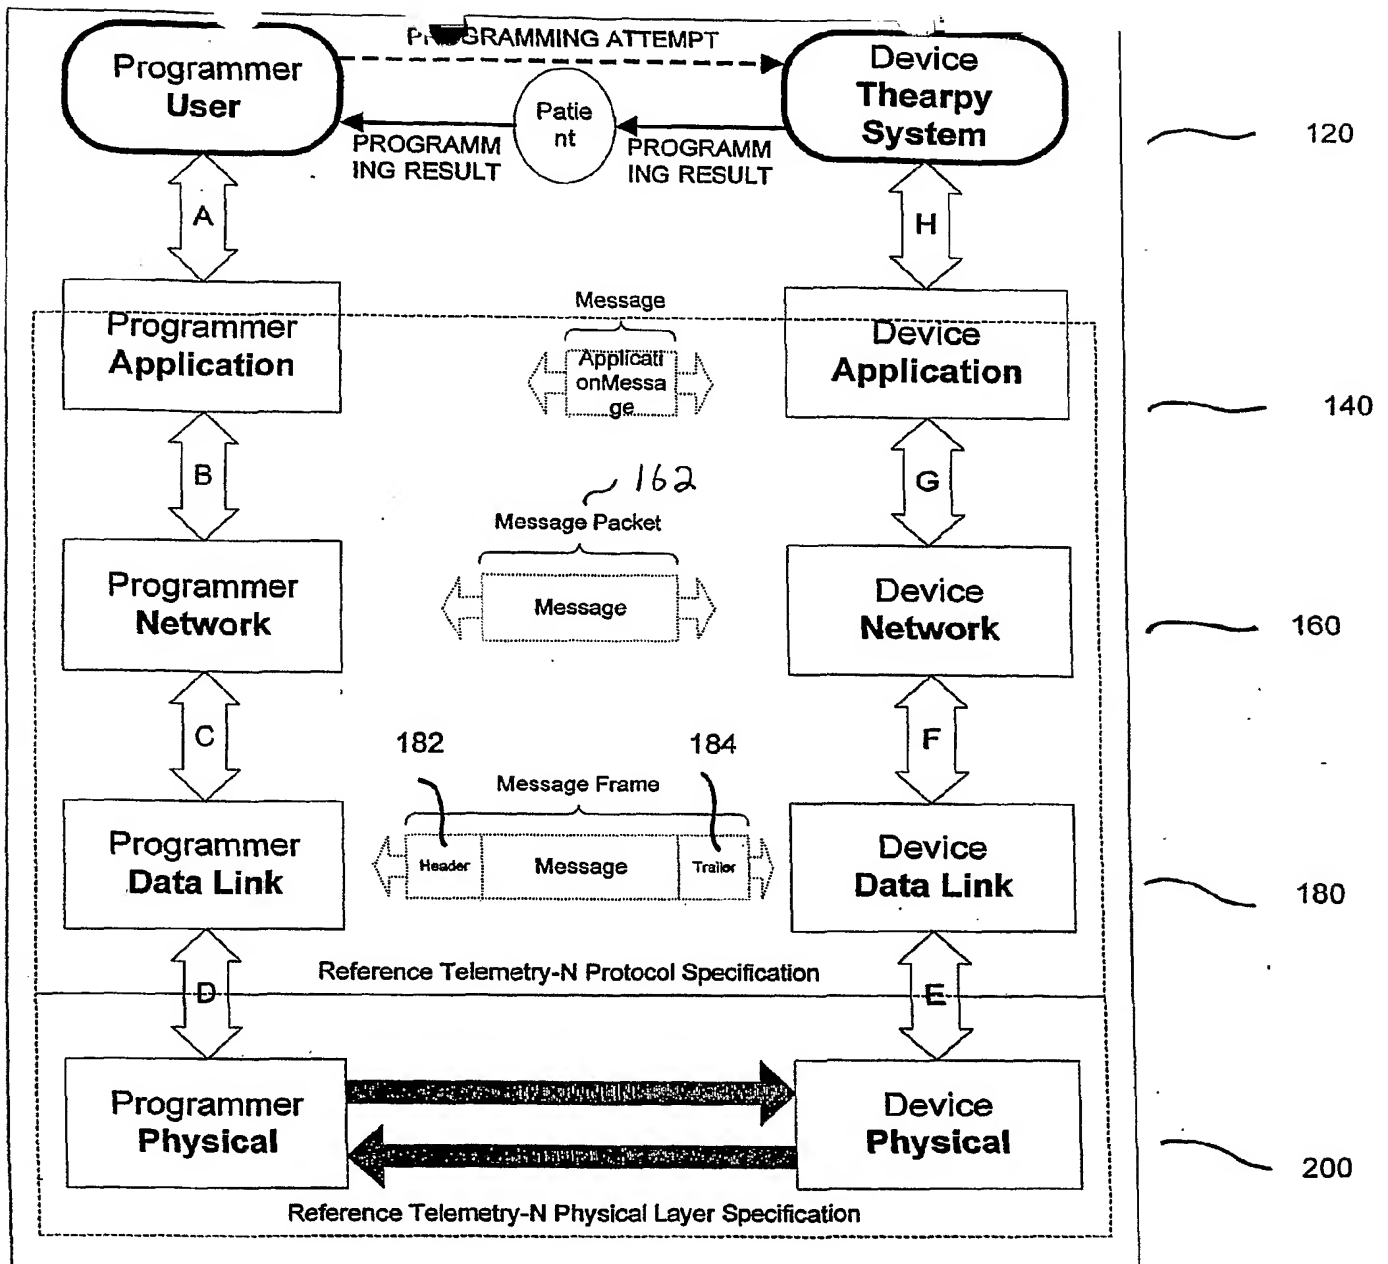 PROGRAMMING ATTEMPT
Programmer
User
Device
Thearpy
System
Patie
nt
PROGRAMM
ING RESULT
PROGRAMM
ING RESULT
120
A
H
Programmer
Application
Message
Applicati
onMessa
ge
Device
Application
140
B
G
162
Message Packet
Programmer
Network
Message
Device
Network
160
C
F
182
184
Message Frame
Programmer
Data Link
Header
Message
Trailer
Device
Data Link
180
Reference Telemetry-N Protocol Specification
D
E
Programmer
Physical
Device
Physical
200
Reference Telemetry-N Physical Layer Specification